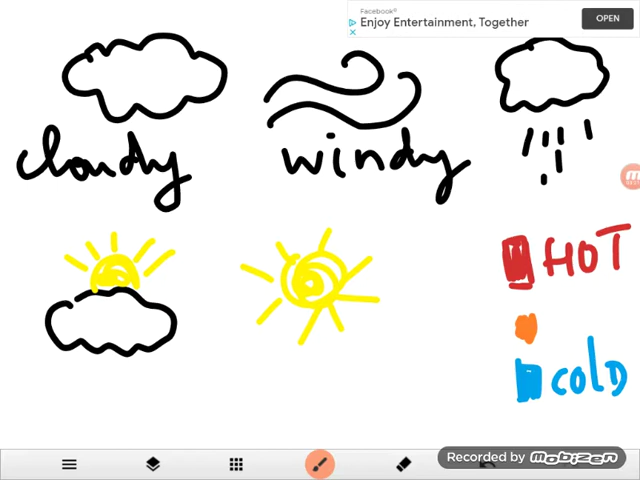 Facebook®
Enjoy Entertainment, Together
OPEN
cloudy
windy
HOT
COLD
Recorded by mobizen